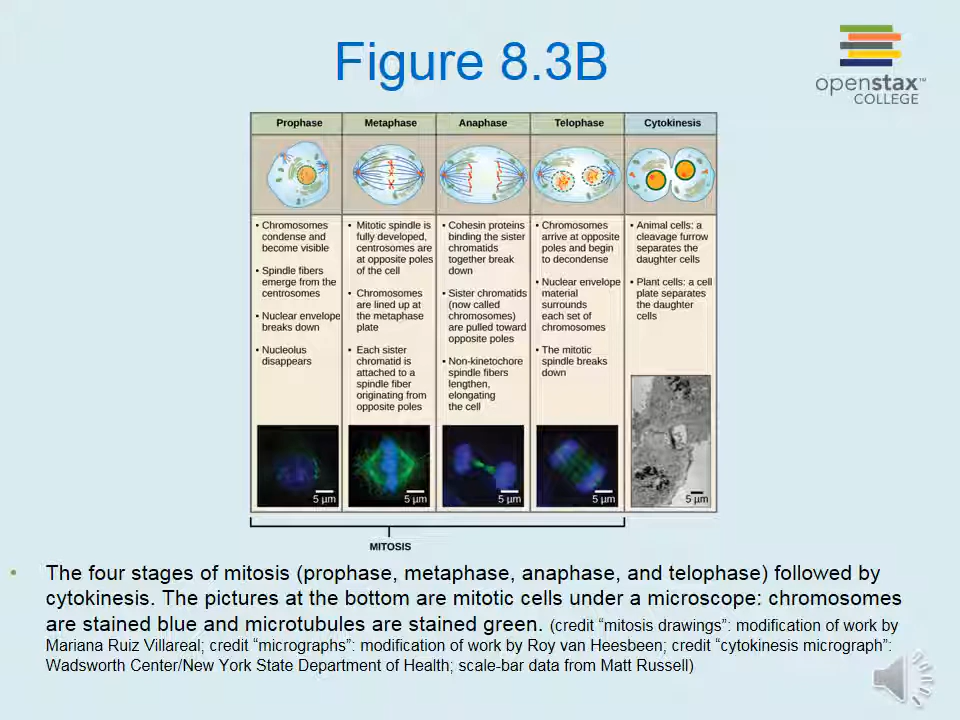 Figure 8.3B
openstax™
COLLEGE
Prophase
Metaphase
Anaphase
Telophase
Cytokinesis
• Chromosomes
condense and
become visible
• Spindle fibers
emerge from the
centrosomes
• Nuclear envelope
breaks down
• Nucleolus
disappears
• Mitotic spindle is
fully developed,
centrosomes are
at opposite poles
of the cell
• Chromosomes
are lined up at
the metaphase
plate
• Each sister
chromatid is
attached to a
spindle fiber
originating from
opposite poles
• Cohesin proteins
binding the sister
chromatids
together break
down
• Sister chromatids
(now called
chromosomes)
are pulled toward
opposite poles
• Non-kinetochore
spindle fibers
lengthen,
elongating
the cell
• Chromosomes
arrive at opposite
poles and begin
to decondense
• Nuclear envelope
material
surrounds
each set of
chromosomes
• The mitotic
spindle breaks
down
• Animal cells: a
cleavage furrow
separates the
daughter cells
• Plant cells: a cell
plate separates
the daughter
cells
5 µm
5 µm
5 µm
5 µm
5 µm
MITOSIS
• The four stages of mitosis (prophase, metaphase, anaphase, and telophase) followed by
cytokinesis. The pictures at the bottom are mitotic cells under a microscope: chromosomes
are stained blue and microtubules are stained green. (credit “mitosis drawings”: modification of work by
Mariana Ruiz Villareal; credit “micrographs”: modification of work by Roy van Heesbeen; credit “cytokinesis micrograph”:
Wadsworth Center/New York State Department of Health; scale-bar data from Matt Russell)